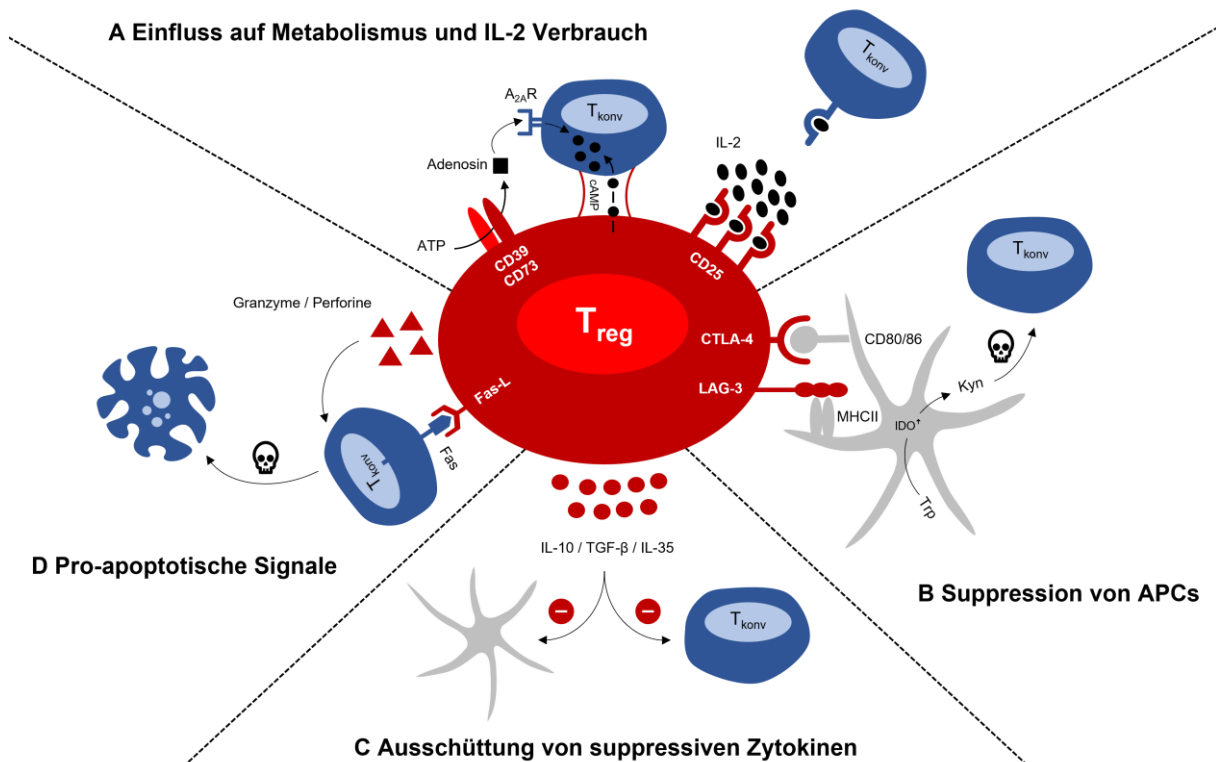 A Einfluss auf Metabolismus und IL-2 Verbrauch
A2AR
Tkonv
Adenosin
cAMP
ATP
CD39
CD73
IL-2
Tkonv
CD25
Tkonv
Treg
CTLA-4
CD80/86
LAG-3
MHCII
IDO↑
Kyn
Trp
B Suppression von APCs
Granzyme / Perforine
Fas-L
Fas
Tkonv
D Pro-apoptotische Signale
IL-10 / TGF-β / IL-35
Tkonv
C Ausschüttung von suppressiven Zytokinen